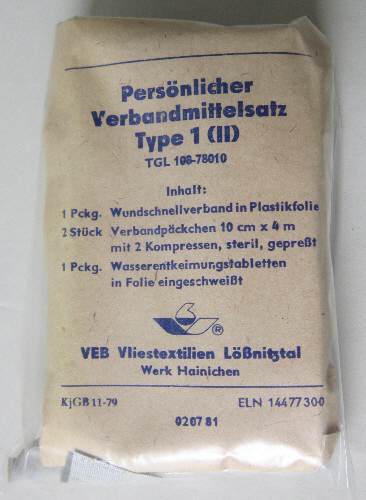 Persönlicher
Verbandmittelsatz
Type 1 (II)
TGL 108-78010
Inhalt:
1 Pckg. Wundschnellverband in Plastikfolie
2 Stück Verbandpäckchen 10 cm x 4 m
mit 2 Kompressen, steril, gepreßt
1 Pckg. Wasserentkeimungstabletten
in Folie eingeschweißt
®
VEB Vliestextilien Lößnitztal
Werk Hainichen
KjGB 11-79 ELN 14477300
020781